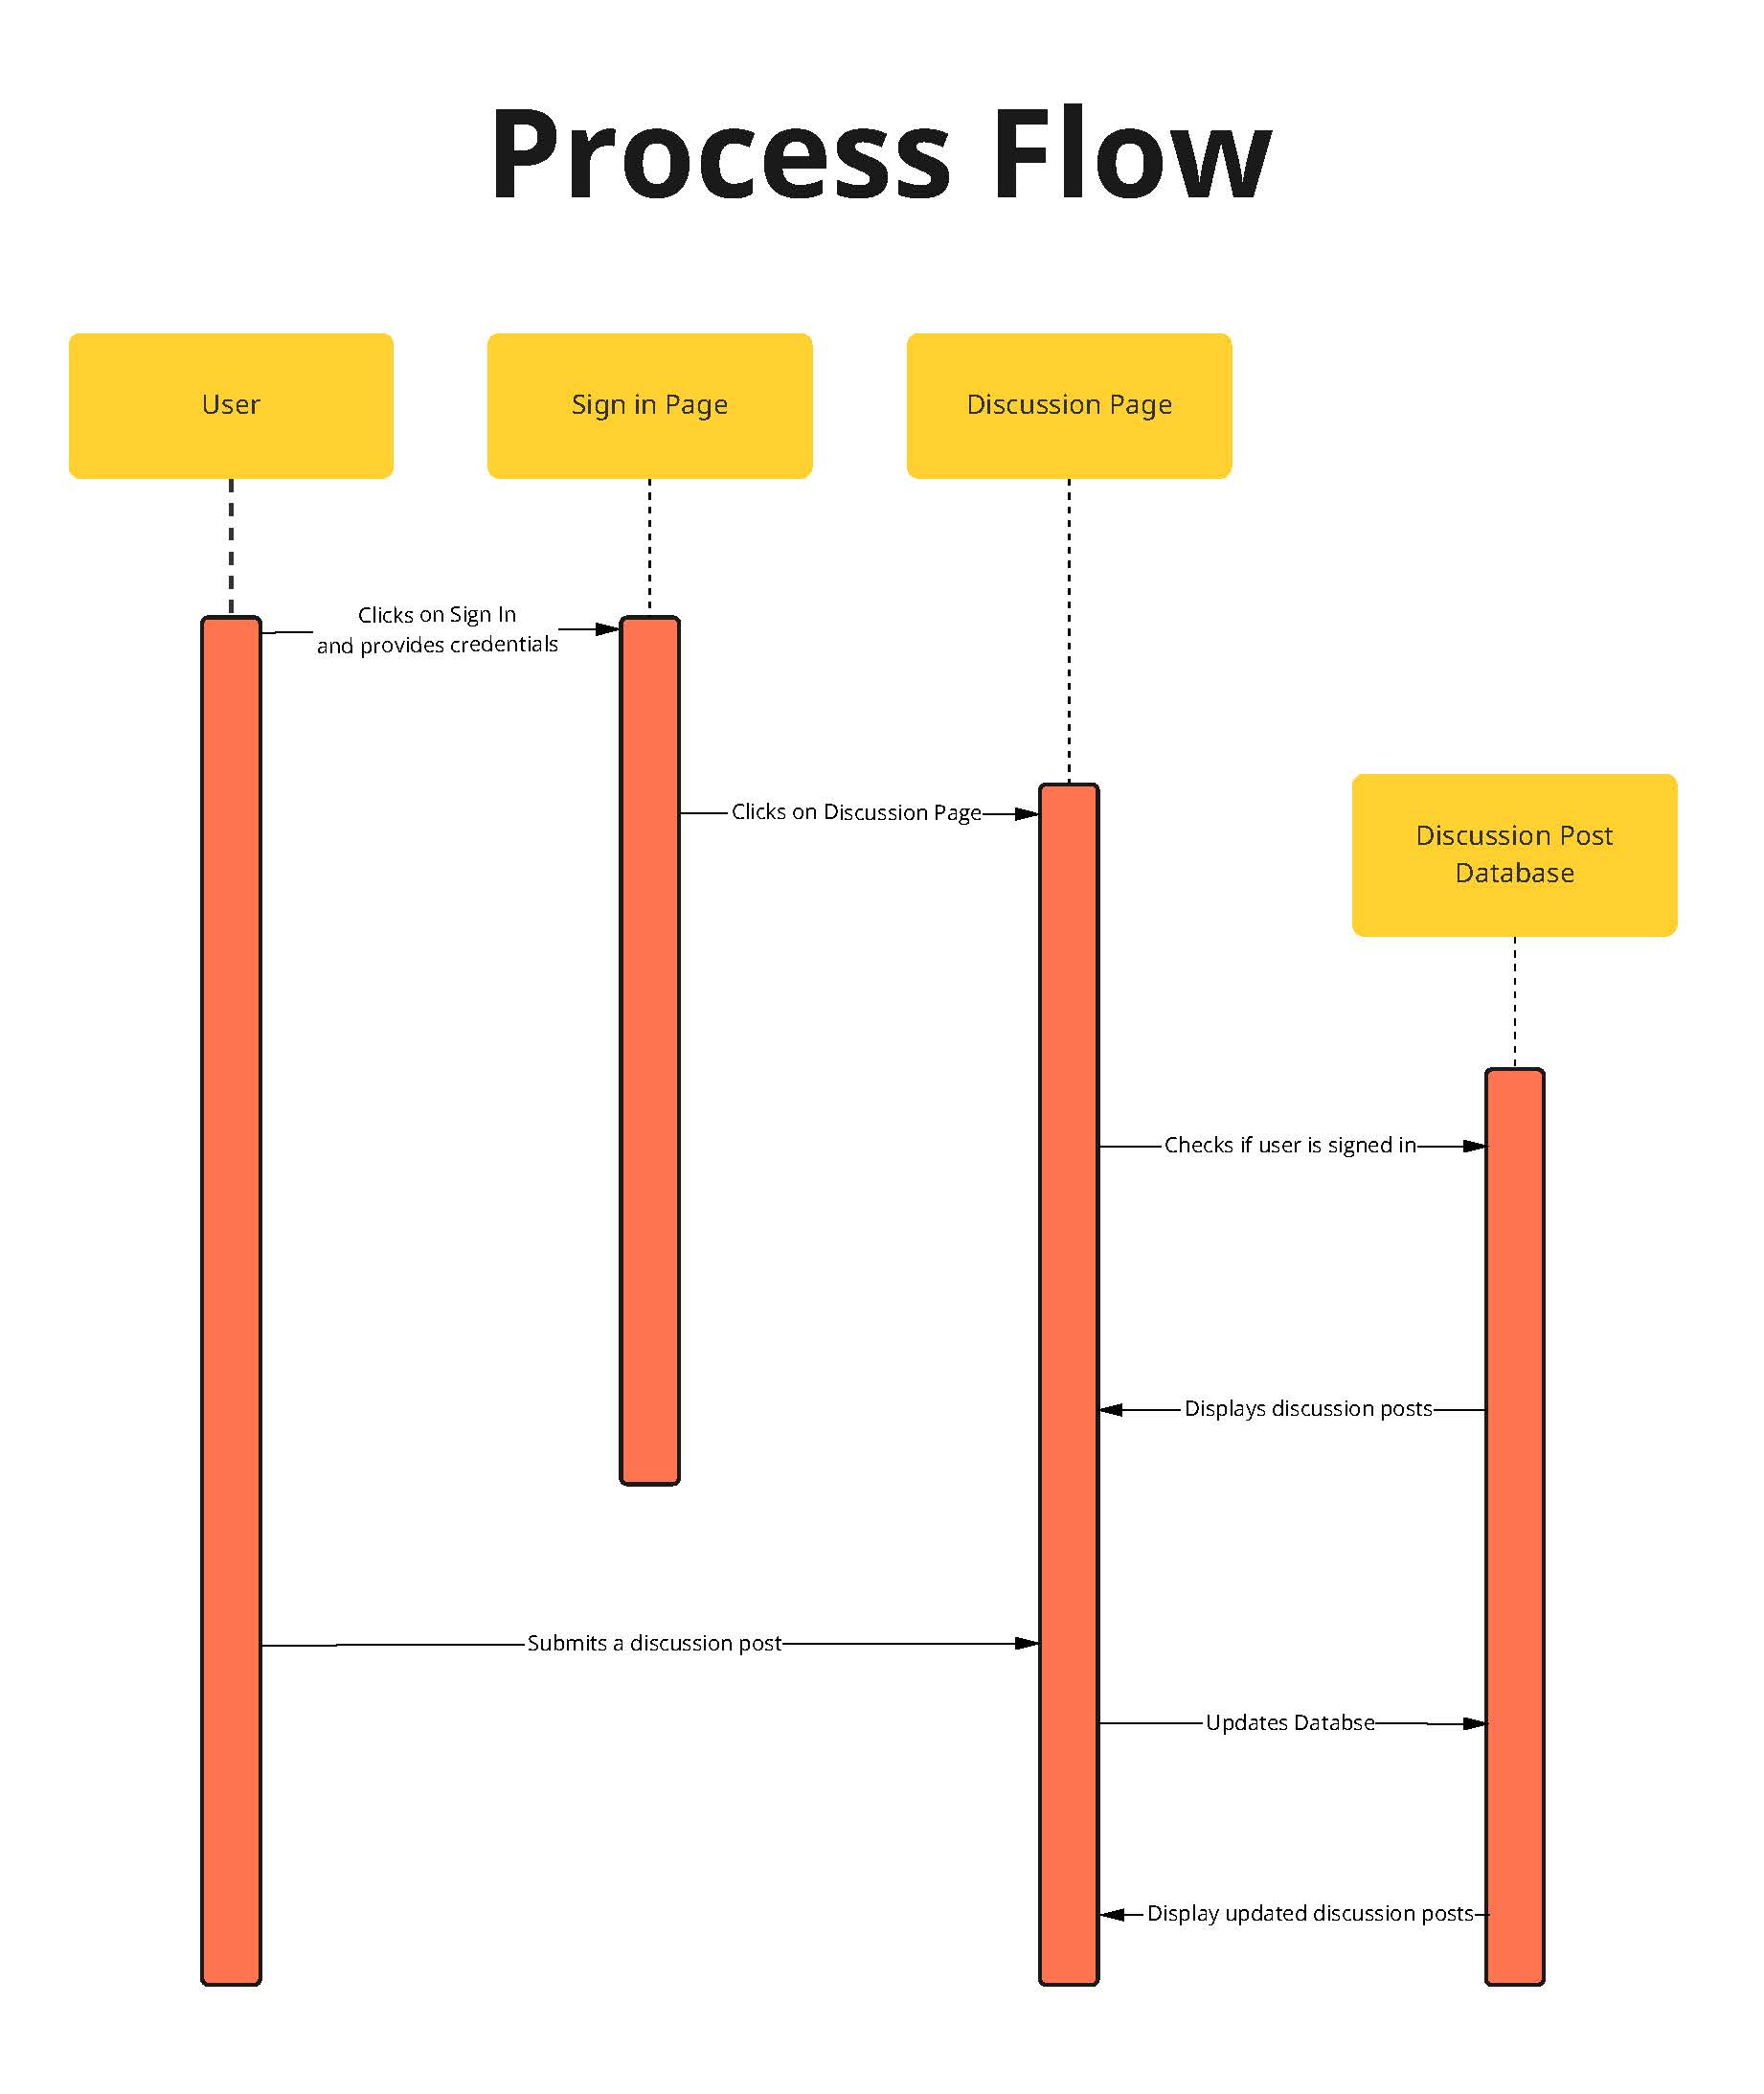 Process Flow
User
Sign in Page
Discussion Page
Clicks on Sign In
and provides credentials
Clicks on Discussion Page
Discussion Post
Database
Checks if user is signed in
Displays discussion posts
Submits a discussion post
Updates Databse
Display updated discussion posts